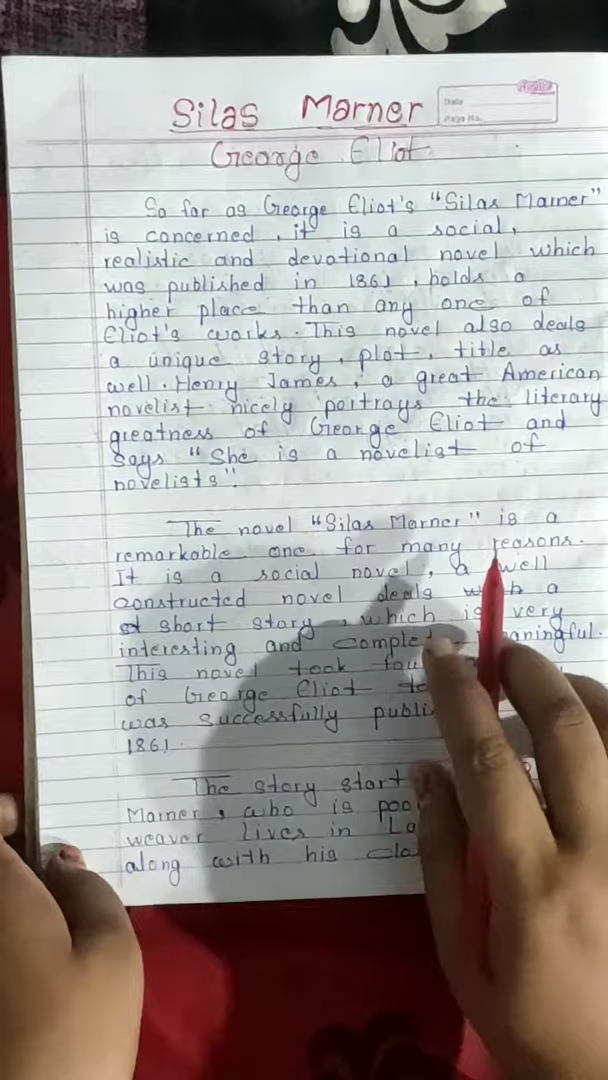 Silas Marner
Date
Page No.
George Eliot
So far as George Eliot's "Silas Marner"
is concerned, it is a social,
realistic and devotional novel which
was published in 1861, holds a
higher place than any one of
Eliot's works. This novel also deals
a unique story, plot, title as
well. Henry James, a great American
novelist nicely portrays the literary
greatness of George Eliot and
says "She is a novelist of
novelists".
The novel "Silas Marner" is a
remarkable one for many reasons.
It is a social novel, a well
constructed novel deals with a
short story, which is very
interesting and
This novel took
of George Eliot
was successfully
1861.
The story start
Marner, who is
weaver lives in
along with his